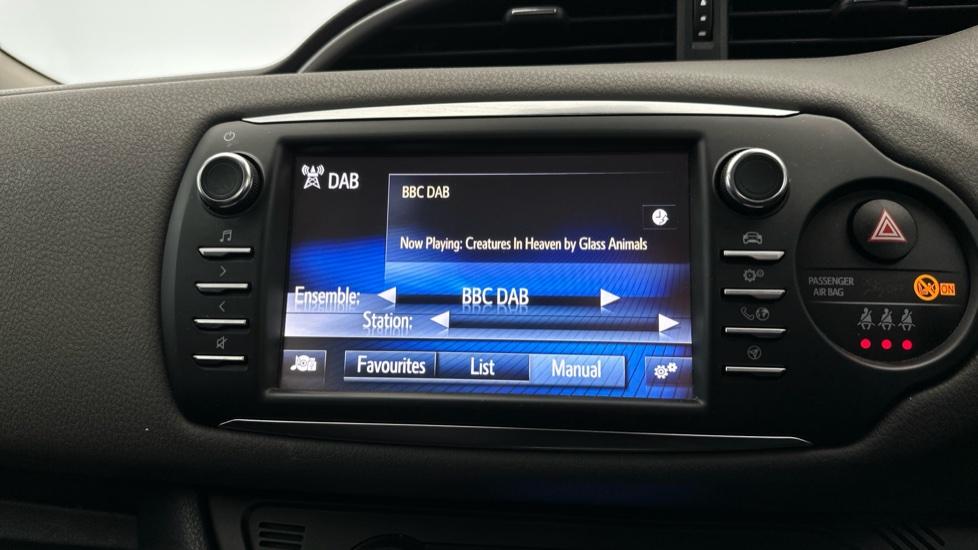 DAB
BBC DAB
Now Playing: Creatures In Heaven by Glass Animals
Ensemble: BBC DAB
Station:
Favourites List Manual
PASSENGER
AIR BAG
ON